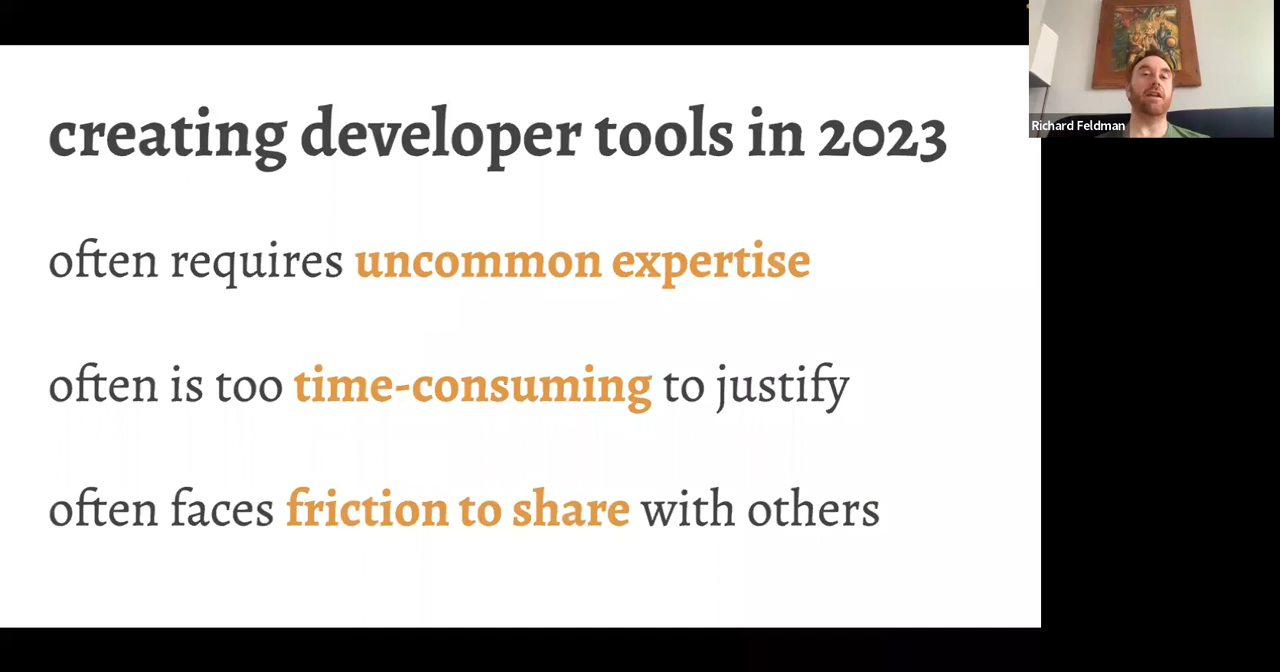 creating developer tools in 2023
often requires uncommon expertise
often is too time-consuming to justify
often faces friction to share with others
Richard Feldman